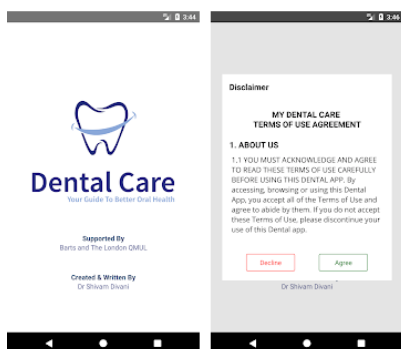 3:44
Dental Care
Your Guide To Better Oral Health
Supported By
Barts and The London QMUL
Created & Written By
Dr Shivam Divani
3:46
Disclaimer
MY DENTAL CARE
TERMS OF USE AGREEMENT
1. ABOUT US
1.1 YOU MUST ACKNOWLEDGE AND AGREE
TO READ THESE TERMS OF USE CAREFULLY
BEFORE USING THIS DENTAL APP. By
accessing, browsing or using this Dental
App, you accept all of the Terms of Use and
agree to abide by them. If you do not accept
these Terms of Use, please discontinue your
use of this Dental app.
Decline Agree
Dr Shivam Divani